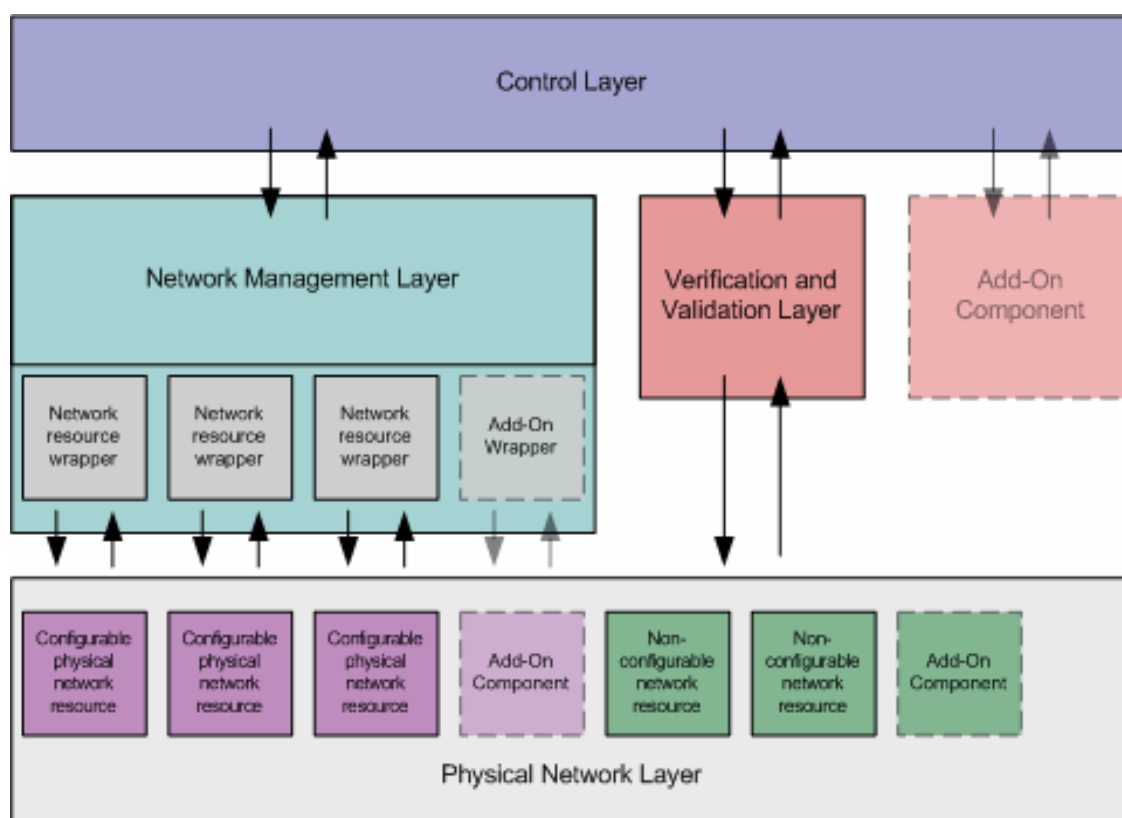 Control Layer
Network Management Layer
Verification and
Validation Layer
Add-On
Component
Network
resource
wrapper
Network
resource
wrapper
Network
resource
wrapper
Add-On
Wrapper
Configurable
physical
network
resource
Configurable
physical
network
resource
Configurable
physical
network
resource
Add-On
Component
Non-
configurable
network
resource
Non-
configurable
network
resource
Add-On
Component
Physical Network Layer